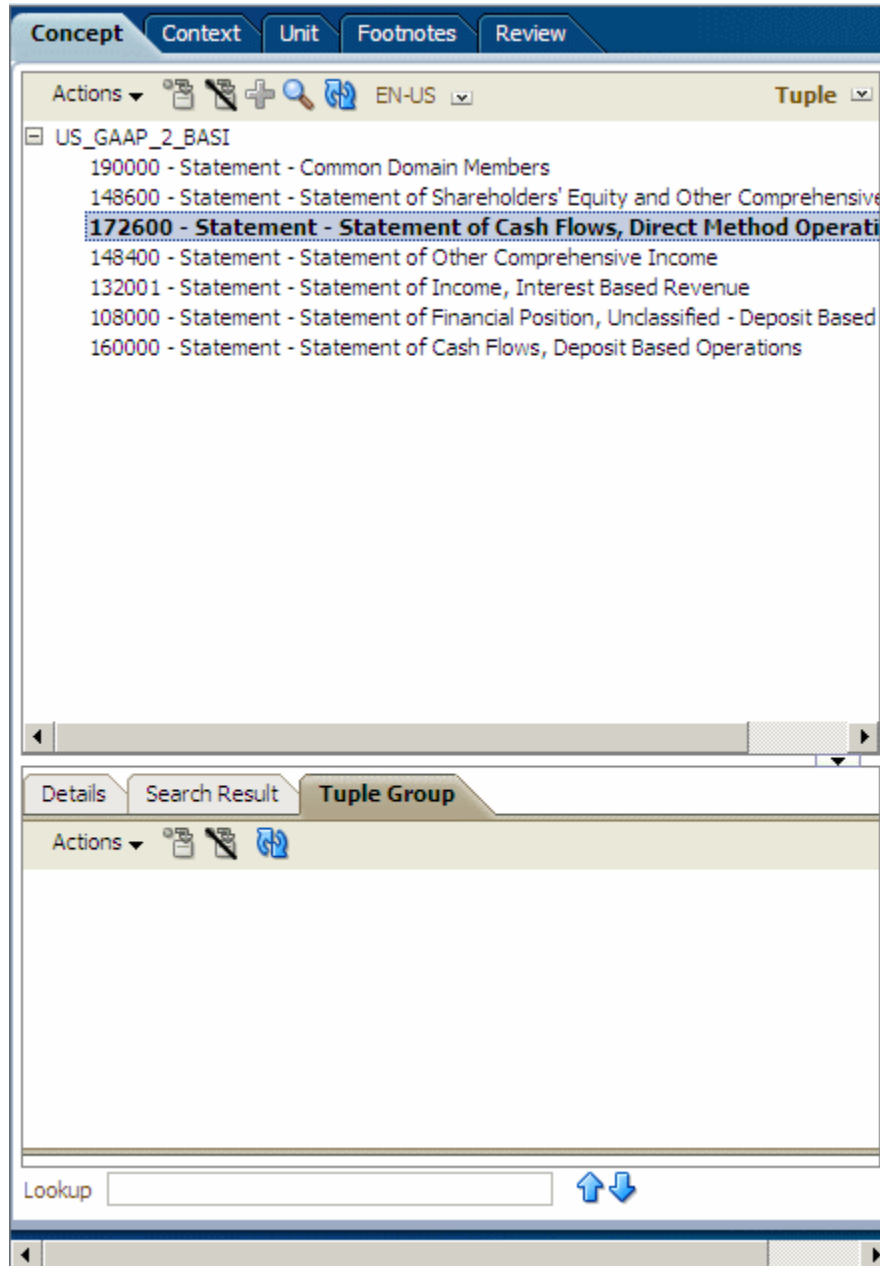 Concept Context Unit Footnotes Review
Actions EN-US Tuple
US_GAAP_2_BASI
190000 - Statement - Common Domain Members
148600 - Statement - Statement of Shareholders' Equity and Other Comprehensive
172600 - Statement - Statement of Cash Flows, Direct Method Operati
148400 - Statement - Statement of Other Comprehensive Income
132001 - Statement - Statement of Income, Interest Based Revenue
108000 - Statement - Statement of Financial Position, Unclassified - Deposit Based
160000 - Statement - Statement of Cash Flows, Deposit Based Operations
Details Search Result Tuple Group
Actions
Lookup